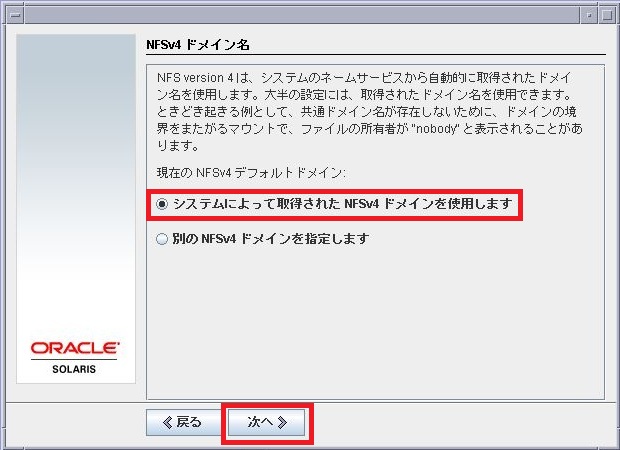 NFSv4 ドメイン名
NFS version 4は、システムのネームサービスから自動的に取得されたドメイ
ン名を使用します。大半の設定には、取得されたドメイン名を使用できます。
ときどき起きる例として、共通ドメイン名が存在しないために、ドメインの境
界をまたがるマウントで、ファイルの所有者が"nobody"と表示されることがあ
ります。
現在の NFSv4 デフォルトドメイン:
システムによって取得された NFSv4 ドメインを使用します
別の NFSv4 ドメインを指定します
ORACLE
SOLARIS
戻る
次へ